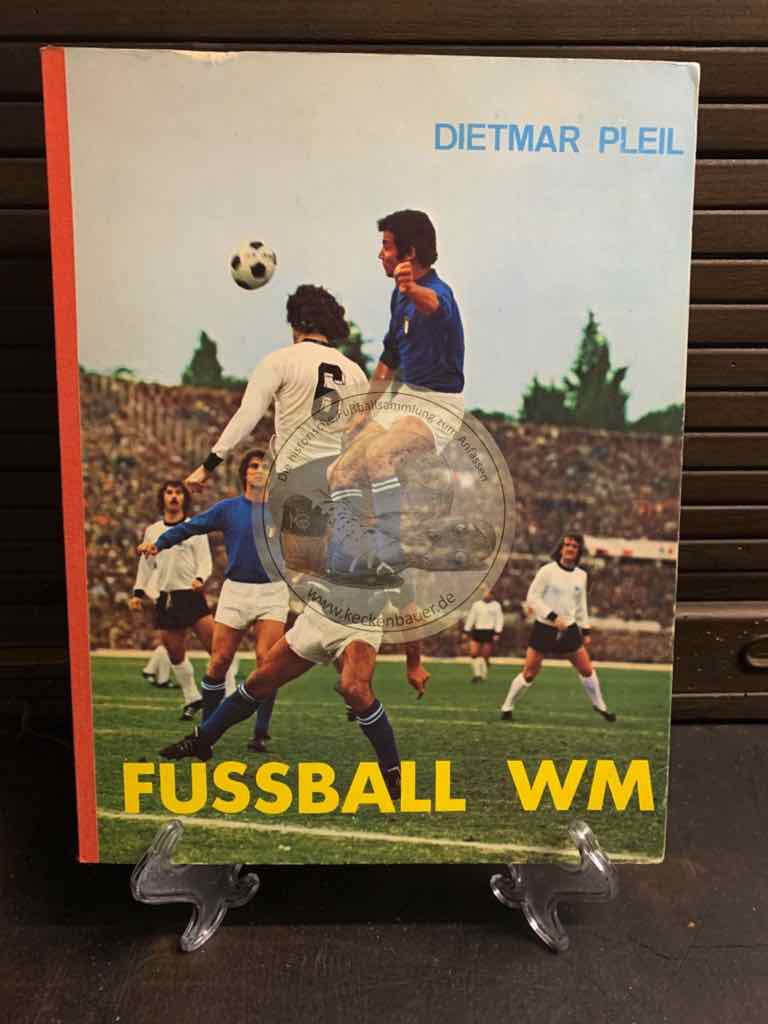 DIETMAR PLEIL
6
Die historische Fußballsammlung zum Anfassen
www.keckenbauer.de
FUSSBALL WM